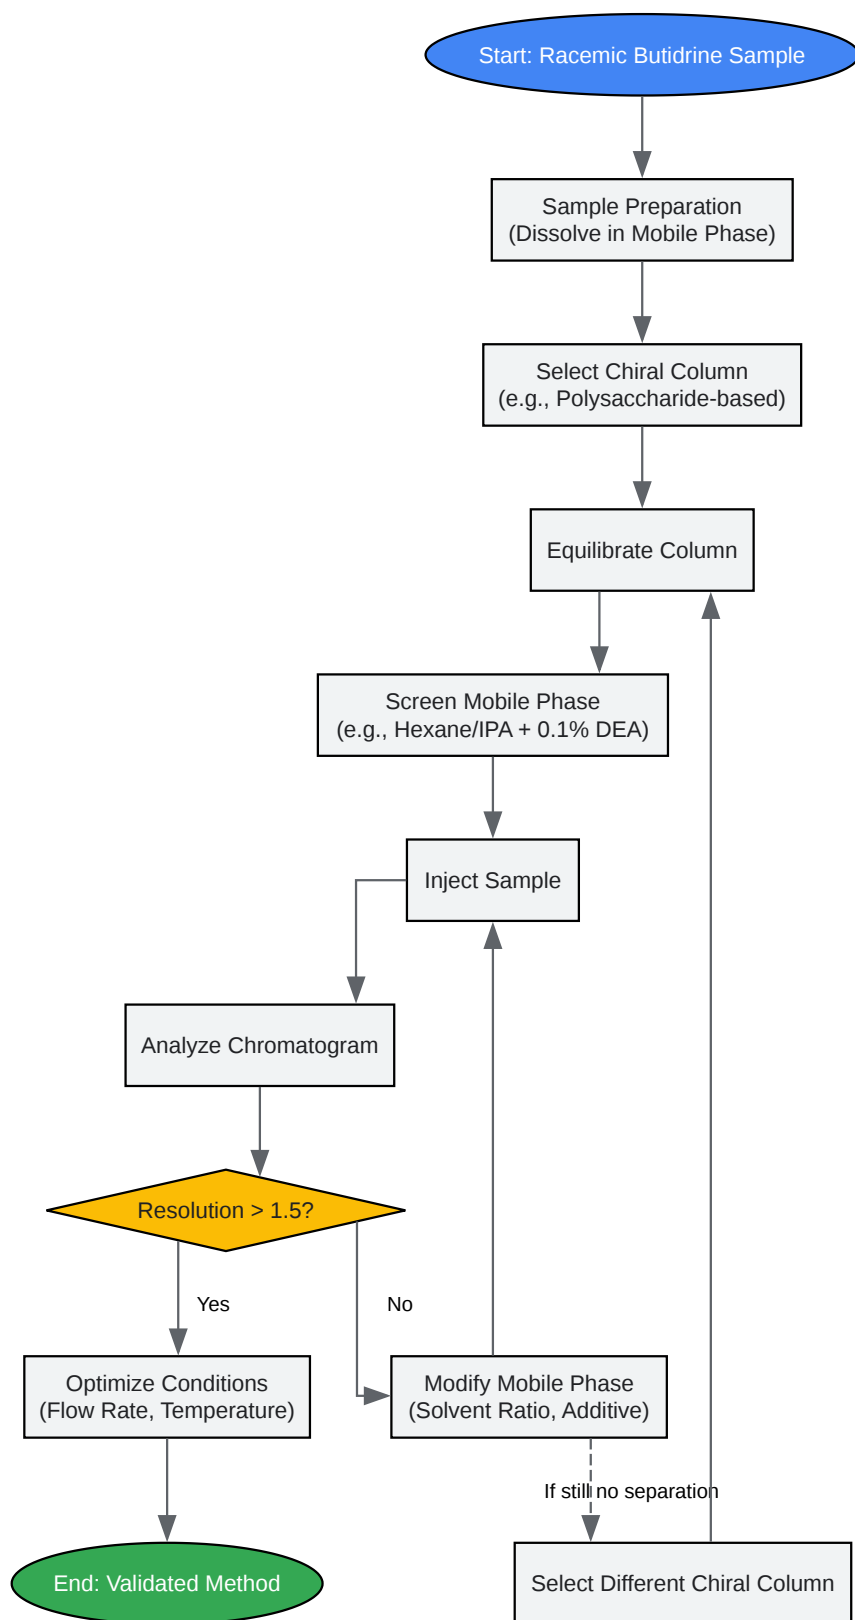 Start: Racemic Butidrine Sample
Sample Preparation
(Dissolve in Mobile Phase)
Select Chiral Column
(e.g., Polysaccharide-based)
Equilibrate Column
Screen Mobile Phase
(e.g., Hexane/IPA + 0.1% DEA)
Inject Sample
Analyze Chromatogram
Resolution > 1.5?
Yes
No
Optimize Conditions
(Flow Rate, Temperature)
Modify Mobile Phase
(Solvent Ratio, Additive)
If still no separation
End: Validated Method
Select Different Chiral Column